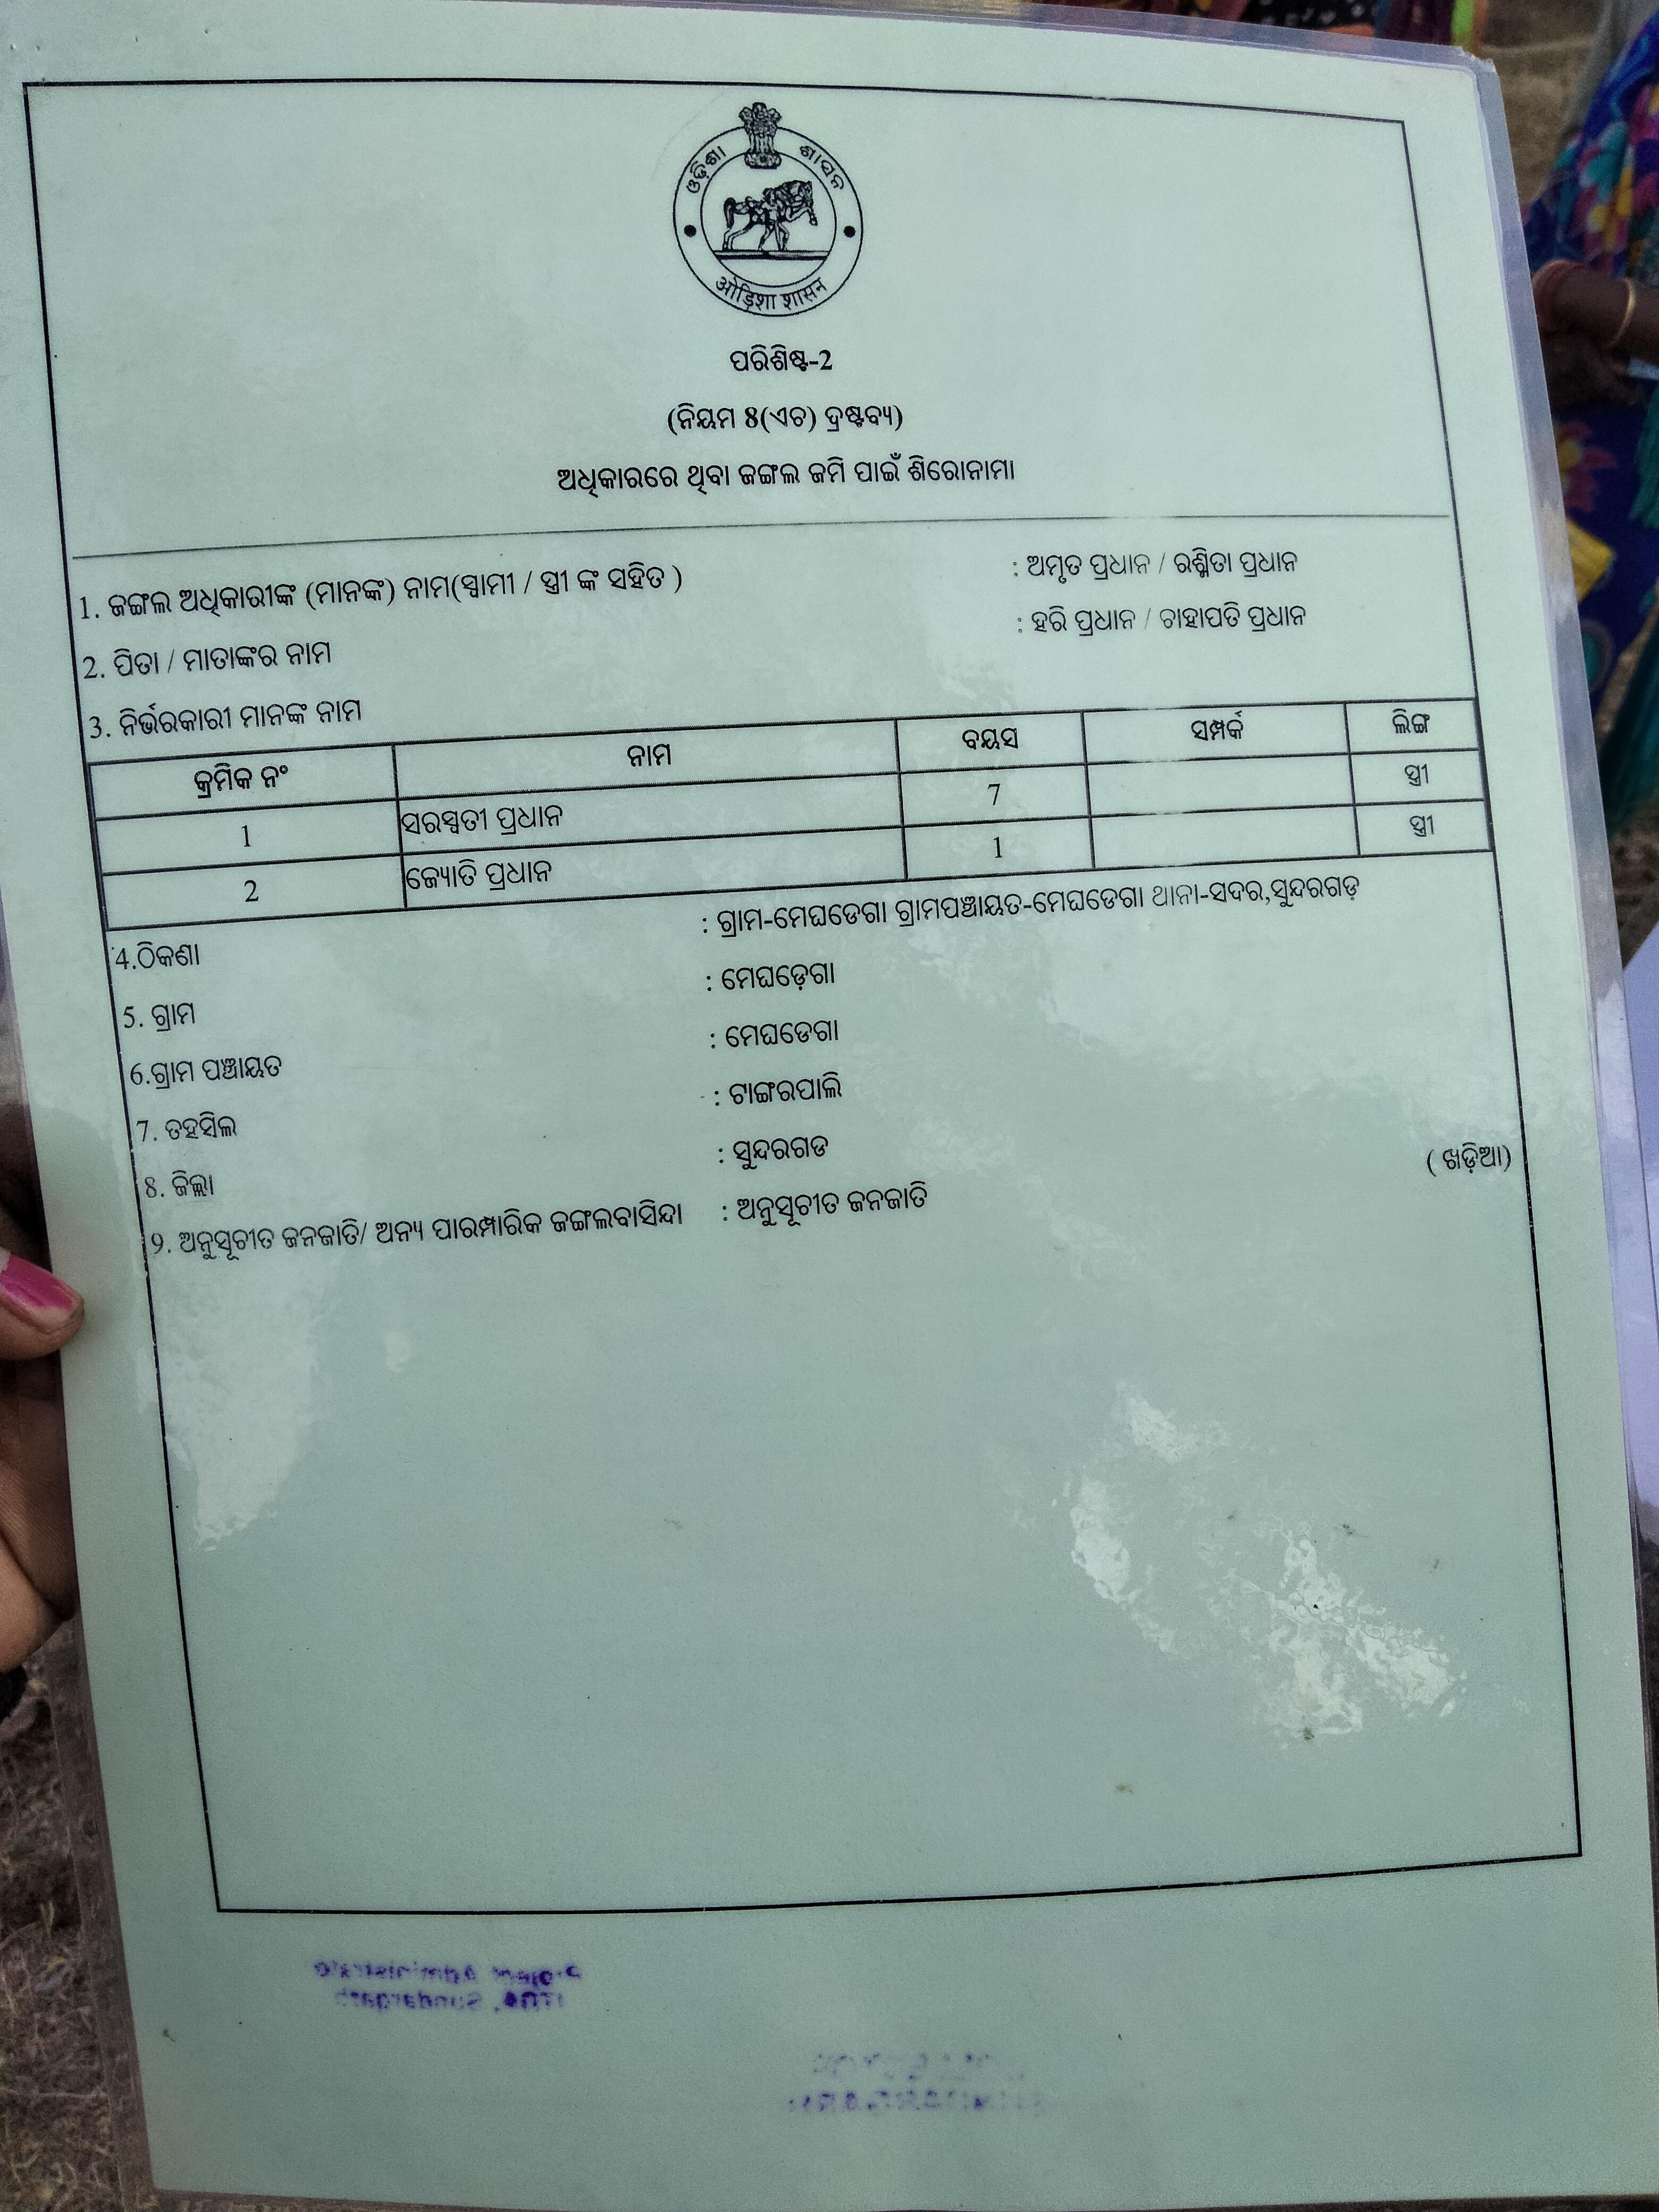 ଓଡ଼ିଶା ଶାସନ
ओड़िशा शासन
ପରିଶିଷ୍ଟ-2
(ନିୟମ 8(ଏଚ) ଦ୍ରଷ୍ଟବ୍ୟ)
ଅଧିକାରରେ ଥିବା ଜଙ୍ଗଲ ଜମି ପାଇଁ ଶିରୋନାମା
1. ଜଙ୍ଗଲ ଅଧିକାରୀଙ୍କ (ମାନଙ୍କ) ନାମ(ସ୍ୱାମୀ / ସ୍ତ୍ରୀ ଙ୍କ ସହିତ ) : ଅମୃତ ପ୍ରଧାନ / ରଶ୍ମିତା ପ୍ରଧାନ
2. ପିତା / ମାତାଙ୍କର ନାମ : ହରି ପ୍ରଧାନ / ଚାହାପତି ପ୍ରଧାନ
3. ନିର୍ଭରକାରୀ ମାନଙ୍କ ନାମ
କ୍ରମିକ ନଂ ନାମ ବୟସ ସମ୍ପର୍କ ଲିଙ୍ଗ
1 ସରସ୍ୱତୀ ପ୍ରଧାନ 7 ସ୍ତ୍ରୀ
2 ଜ୍ୟୋତି ପ୍ରଧାନ 1 ସ୍ତ୍ରୀ
4.ଠିକଣା : ଗ୍ରାମ-ମେଘଡେଗା ଗ୍ରାମପଞ୍ଚାୟତ-ମେଘଡେଗା ଥାନା-ସଦର,ସୁନ୍ଦରଗଡ଼
5. ଗ୍ରାମ : ମେଘଡ଼େଗା
6.ଗ୍ରାମ ପଞ୍ଚାୟତ : ମେଘଡେଗା
7. ତହସିଲ : ଟାଙ୍ଗରପାଲି
8. ଜିଲ୍ଲା : ସୁନ୍ଦରଗଡ
9. ଅନୁସୂଚୀତ ଜନଜାତି/ ଅନ୍ୟ ପାରମ୍ପାରିକ ଜଙ୍ଗଲବାସିନ୍ଦା : ଅନୁସୂଚୀତ ଜନଜାତି ( ଖଡ଼ିଆ)